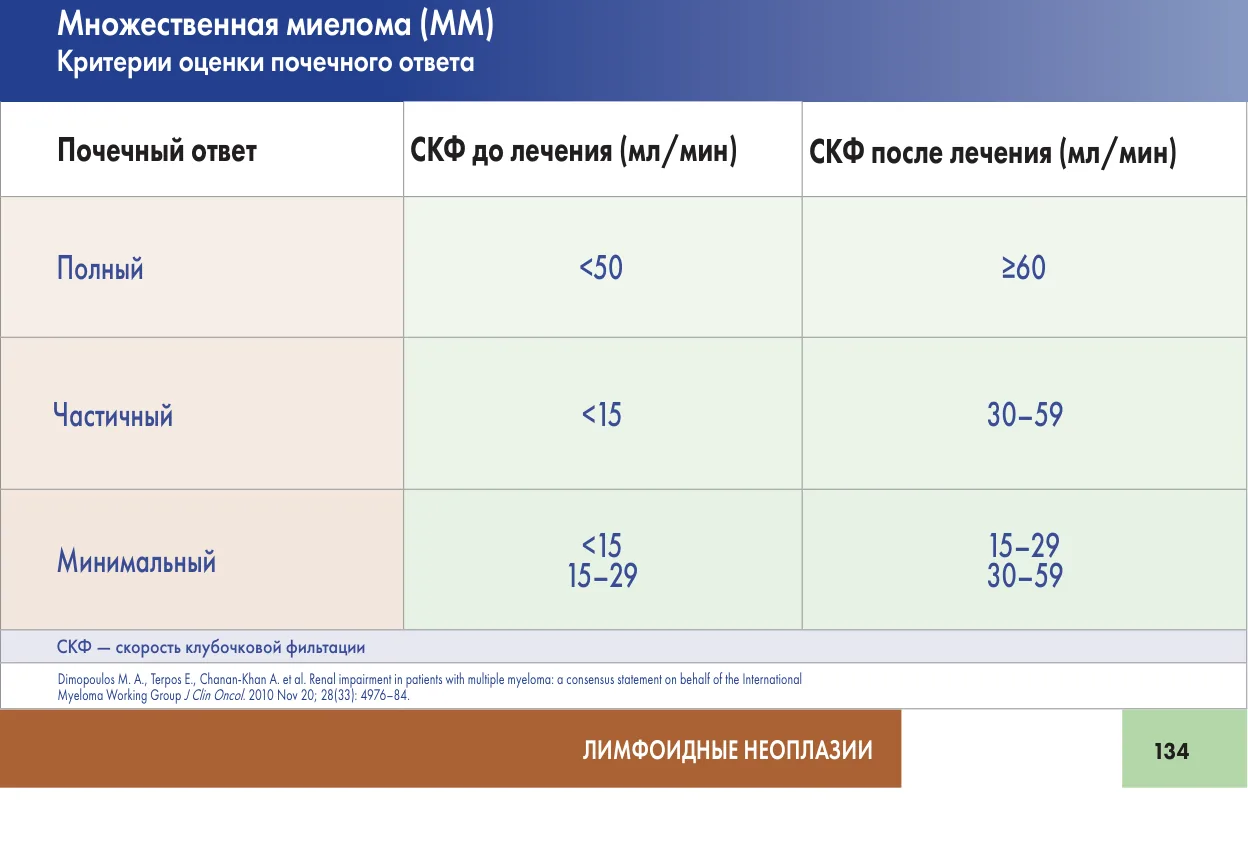 Множественная миелома (ММ)
Критерии оценки почечного ответа
Почечный ответ
СКФ до лечения (мл/мин)
СКФ после лечения (мл/мин)
Полный
<50
≥60
Частичный
<15
30–59
Минимальный
<15
15–29
15–29
30–59
СКФ — скорость клубочковой фильтации
Dimopoulos M. A., Terpos E., Chanan-Khan A. et al. Renal impairment in patients with multiple myeloma: a consensus statement on behalf of the International
Myeloma Working Group J Clin Oncol. 2010 Nov 20; 28(33): 4976–84.
ЛИМФОИДНЫЕ НЕОПЛАЗИИ
134